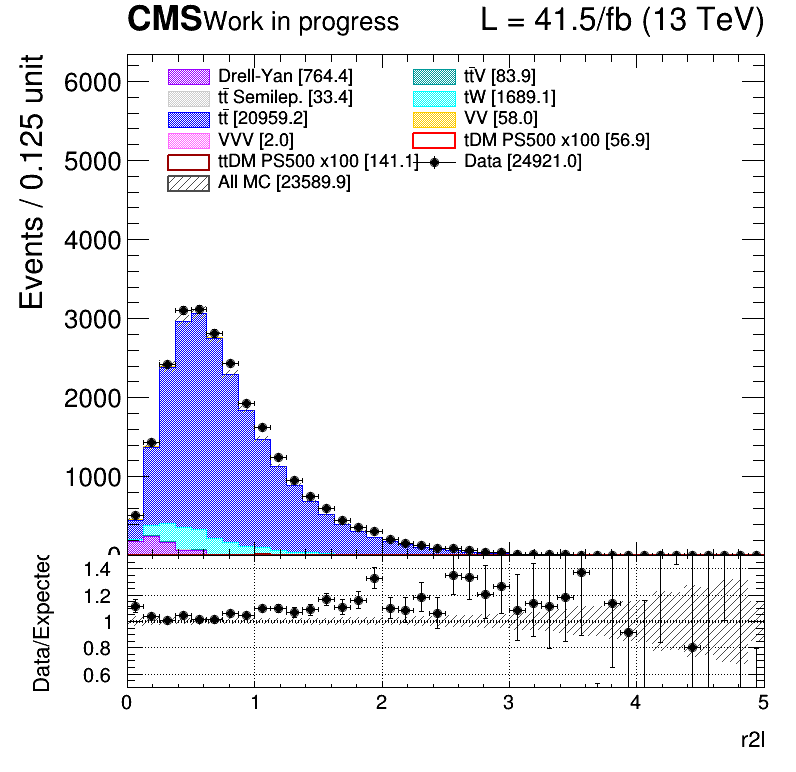 CMS Work in progress L = 41.5/fb (13 TeV)
Events / 0.125 unit
6000
5000
4000
3000
2000
1000
0
Drell-Yan [764.4]
tt̄V [83.9]
tt̄ Semilep. [33.4]
tW [1689.1]
tt̄ [20959.2]
VV [58.0]
VVV [2.0]
tDM PS500 x100 [56.9]
ttDM PS500 x100 [141.1]
Data [24921.0]
All MC [23589.9]
Data/Expected
1.4
1.2
1
0.8
0.6
0 1 2 3 4 5
r2l